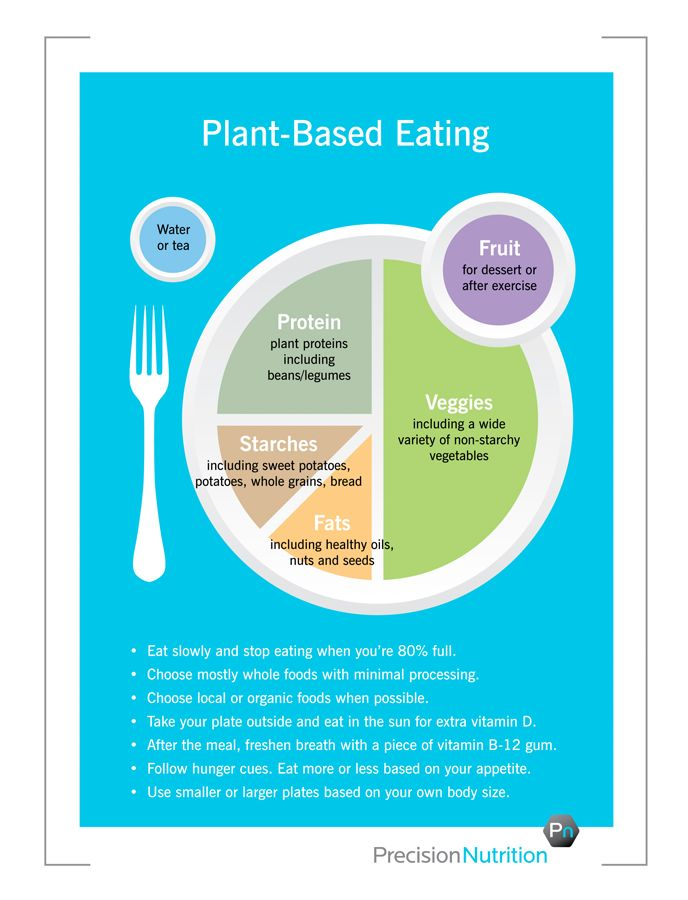 Plant-Based Eating
Water
or tea
Fruit
for dessert or
after exercise
Protein
plant proteins
including
beans/legumes
Veggies
including a wide
variety of non-starchy
vegetables
Starches
including sweet potatoes,
potatoes, whole grains, bread
Fats
including healthy oils,
nuts and seeds
• Eat slowly and stop eating when you're 80% full.
• Choose mostly whole foods with minimal processing.
• Choose local or organic foods when possible.
• Take your plate outside and eat in the sun for extra vitamin D.
• After the meal, freshen breath with a piece of vitamin B-12 gum.
• Follow hunger cues. Eat more or less based on your appetite.
• Use smaller or larger plates based on your own body size.
Pn
PrecisionNutrition